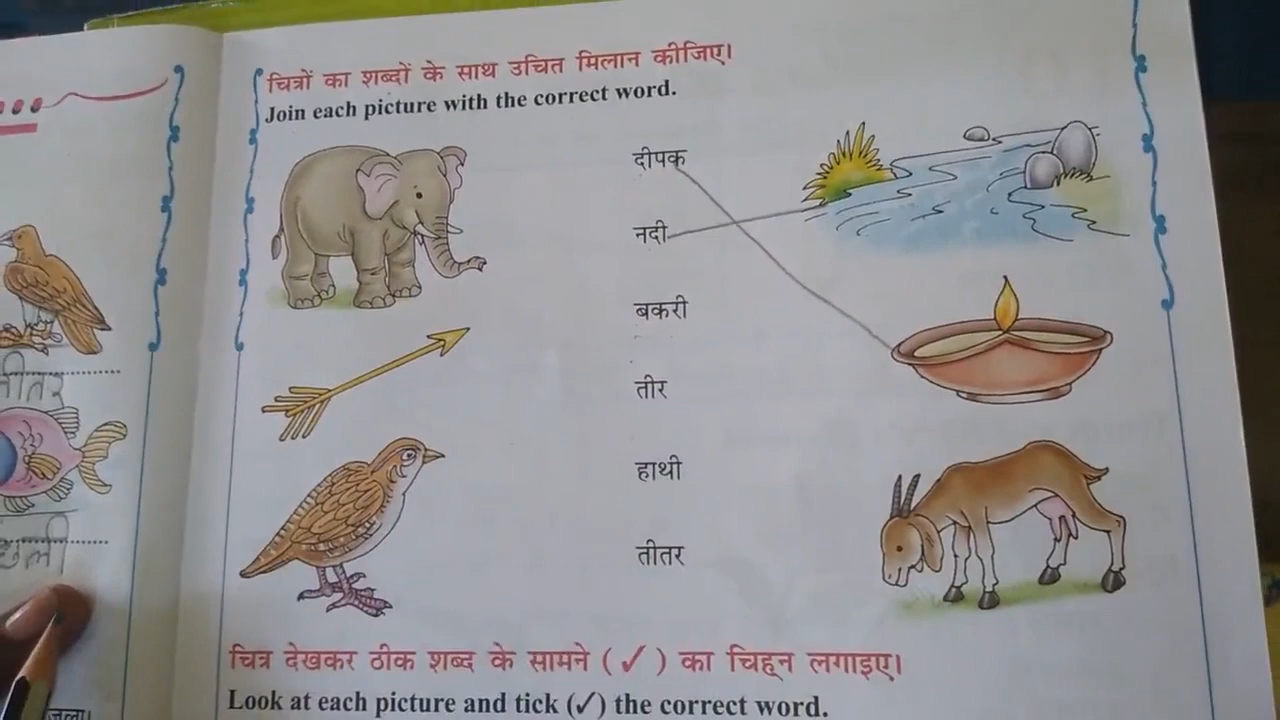 चित्रों का शब्दों के साथ उचित मिलान कीजिए।
Join each picture with the correct word.
दीपक
नदी
बकरी
तीर
हाथी
तीतर
चित्र देखकर ठीक शब्द के सामने (✓) का चिह्न लगाइए।
Look at each picture and tick (✓) the correct word.